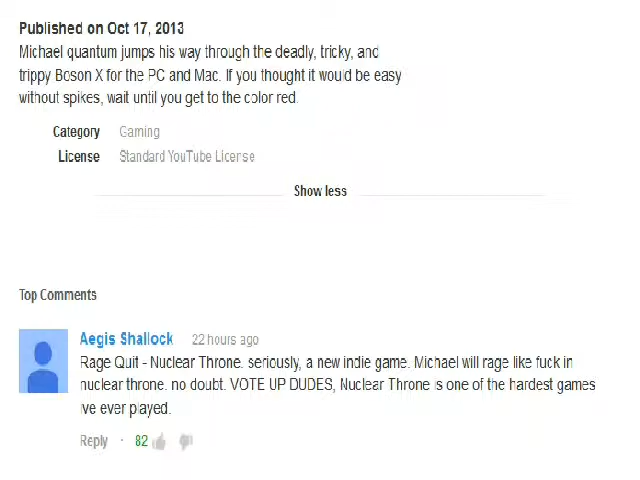 Published on Oct 17, 2013
Michael quantum jumps his way through the deadly, tricky, and
trippy Boson X for the PC and Mac. If you thought it would be easy
without spikes, wait until you get to the color red.
Category Gaming
License Standard YouTube License
Show less
Top Comments
Aegis Shallock 22 hours ago
Rage Quit - Nuclear Throne. seriously, a new indie game. Michael will rage like fuck in
nuclear throne. no doubt. VOTE UP DUDES, Nuclear Throne is one of the hardest games
ive ever played.
Reply · 82